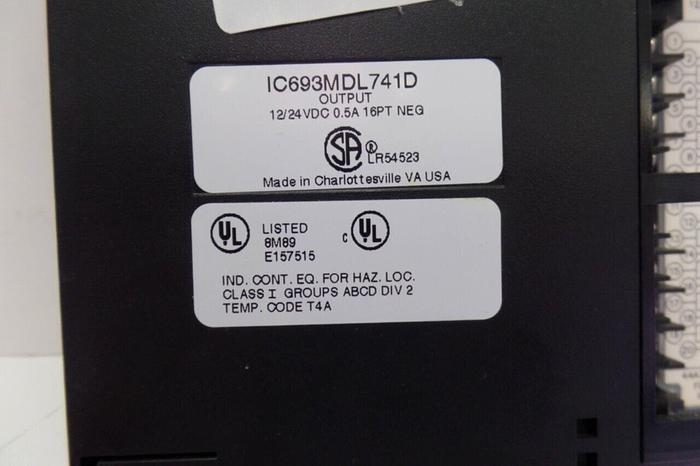 IC693MDL741D
OUTPUT
12/24VDC 0.5A 16PT NEG
SA ® LR54523
Made in Charlottesville VA USA
UL LISTED C UL
8M89
E157515
IND. CONT. EQ. FOR HAZ. LOC.
CLASS I GROUPS ABCD DIV 2
TEMP. CODE T4A